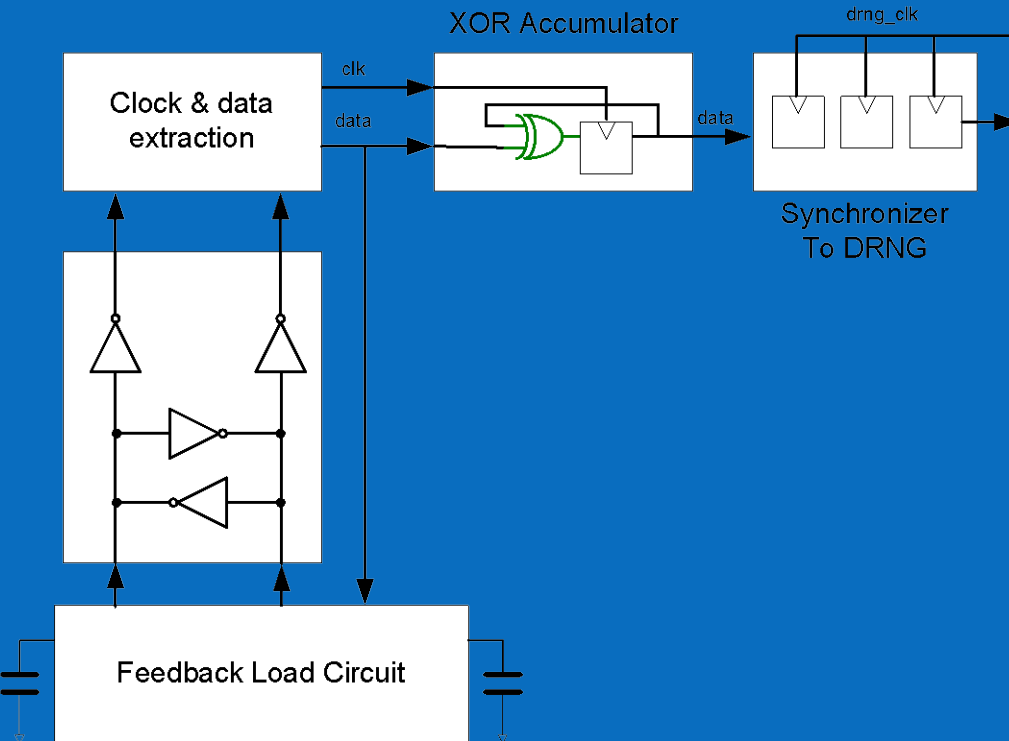 XOR Accumulator
drng_clk
clk
Clock & data
extraction
data
data
Synchronizer
To DRNG
Feedback Load Circuit